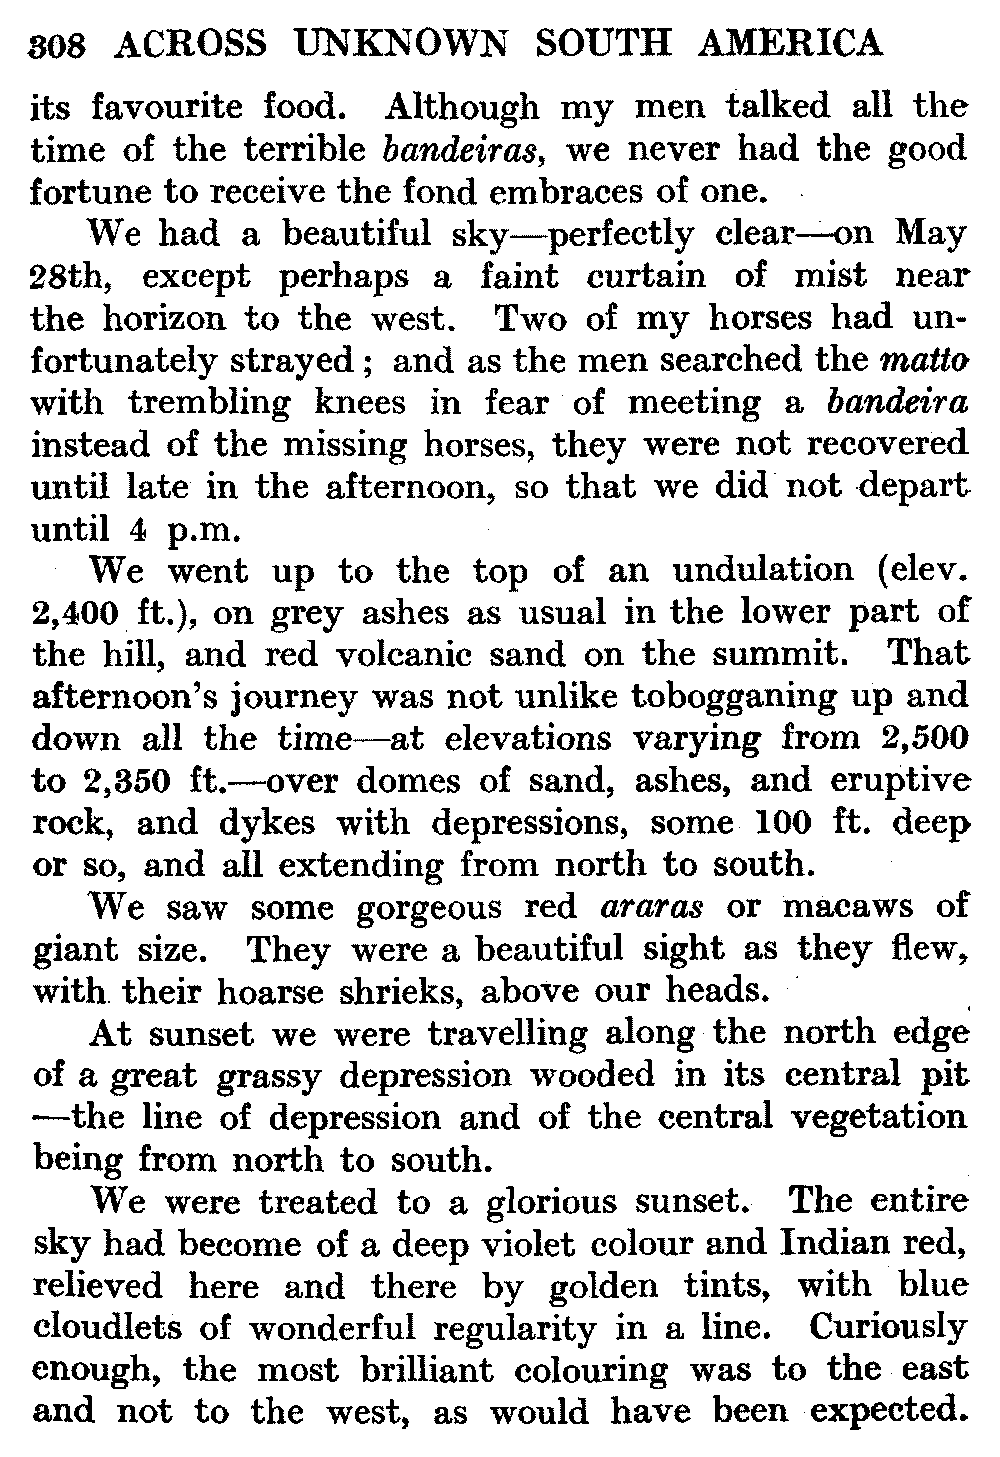 308 ACROSS UNKNOWN SOUTH AMERICA
its favourite food. Although my men talked all the
time of the terrible bandeiras, we never had the good
fortune to receive the fond embraces of one.
We had a beautiful sky—perfectly clear—on May
28th, except perhaps a faint curtain of mist near
the horizon to the west. Two of my horses had un-
fortunately strayed; and as the men searched the matto
with trembling knees in fear of meeting a bandeira
instead of the missing horses, they were not recovered
until late in the afternoon, so that we did not depart
until 4 p.m.
We went up to the top of an undulation (elev.
2,400 ft.), on grey ashes as usual in the lower part of
the hill, and red volcanic sand on the summit. That
afternoon's journey was not unlike tobogganing up and
down all the time—at elevations varying from 2,500
to 2,350 ft.—over domes of sand, ashes, and eruptive
rock, and dykes with depressions, some 100 ft. deep
or so, and all extending from north to south.
We saw some gorgeous red araras or macaws of
giant size. They were a beautiful sight as they flew,
with their hoarse shrieks, above our heads.
At sunset we were travelling along the north edge
of a great grassy depression wooded in its central pit
—the line of depression and of the central vegetation
being from north to south.
We were treated to a glorious sunset. The entire
sky had become of a deep violet colour and Indian red,
relieved here and there by golden tints, with blue
cloudlets of wonderful regularity in a line. Curiously
enough, the most brilliant colouring was to the east
and not to the west, as would have been expected.